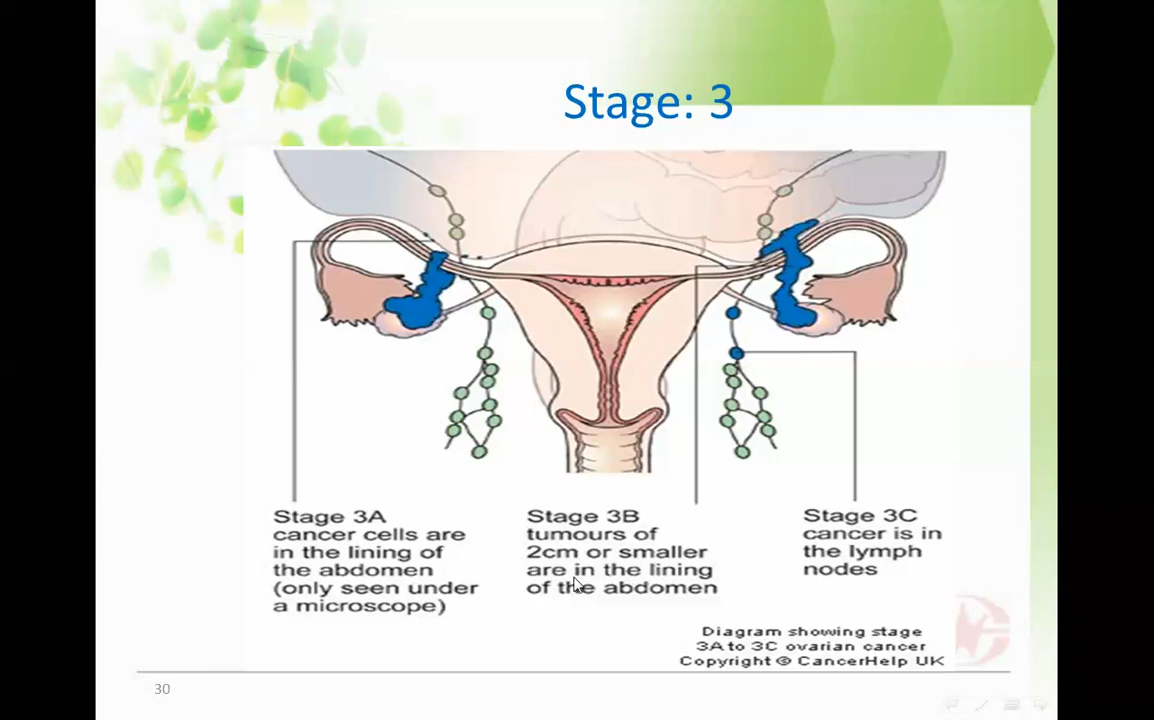 Stage: 3
Stage 3A
cancer cells are
in the lining of
the abdomen
(only seen under
a microscope)
Stage 3B
tumours of
2cm or smaller
are in the lining
of the abdomen
Stage 3C
cancer is in
the lymph
nodes
Diagram showing stage
3A to 3C ovarian cancer
Copyright © CancerHelp UK
30